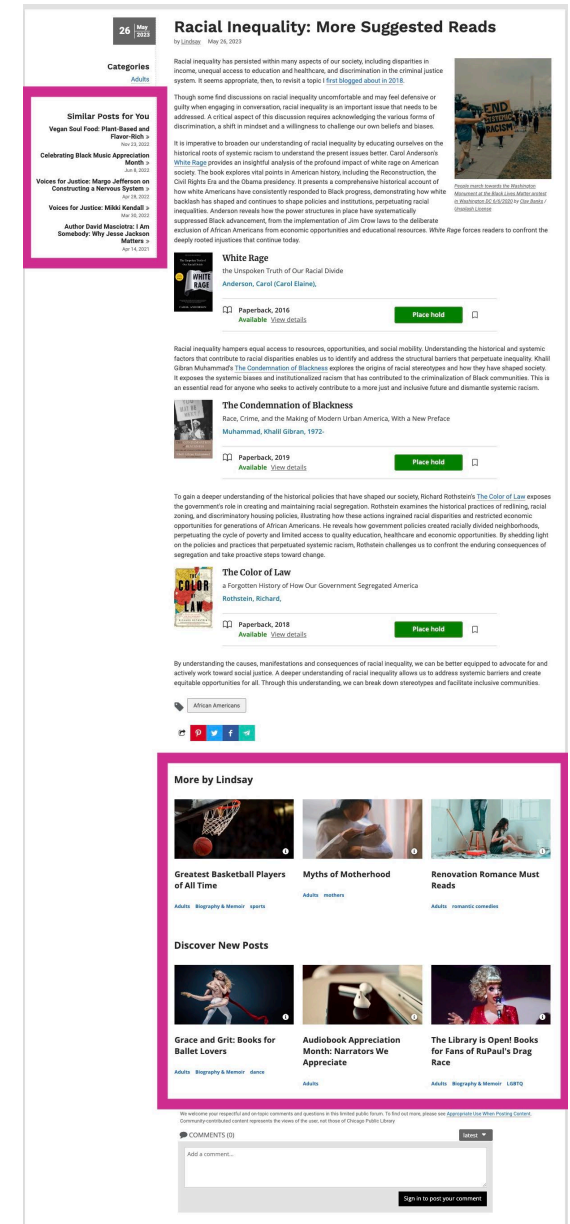 26 May
2023
Racial Inequality: More Suggested Reads
by Lindsay May 26, 2023
Categories
Adults
Similar Posts for You
Vegan Soul Food: Plant-Based and
Flavor-Rich »
Nov 23, 2022
Celebrating Black Music Appreciation
Month »
Jun 8, 2022
Voices for Justice: Margo Jefferson on
Constructing a Nervous System »
Apr 28, 2022
Voices for Justice: Mikki Kendall »
Mar 30, 2022
Author David Masciotra: I Am
Somebody: Why Jesse Jackson
Matters »
Apr 14, 2021
Racial inequality has persisted within many aspects of our society, including disparities in
income, unequal access to education and healthcare, and discrimination in the criminal justice
system. It seems appropriate, then, to revisit a topic I first blogged about in 2018.
Though some find discussions on racial inequality uncomfortable and may feel defensive or
guilty when engaging in conversation, racial inequality is an important issue that needs to be
addressed. A critical aspect of this discussion requires acknowledging the various forms of
discrimination, a shift in mindset and a willingness to challenge our own beliefs and biases.
It is imperative to broaden our understanding of racial inequality by educating ourselves on the
historical roots of systemic racism to understand the present issues better. Carol Anderson's
White Rage provides an insightful analysis of the profound impact of white rage on American
society. The book explores vital points in American history, including the Reconstruction, the
Civil Rights Era and the Obama presidency. It presents a comprehensive historical account of
how white Americans have consistently responded to Black progress, demonstrating how white
backlash has shaped and continues to shape policies and institutions, perpetuating racial
inequalities. Anderson reveals how the power structures in place have systematically
suppressed Black advancement, from the implementation of Jim Crow laws to the deliberate
exclusion of African Americans from economic opportunities and educational resources. White Rage forces readers to confront the
deeply rooted injustices that continue today.
END
SYSTEMIC
RACISM
People march towards the Washington
Monument at the Black Lives Matter protest
in Washington DC 6/6/2020 by Clay Banks /
Unsplash License
WHITE
RAGE
White Rage
the Unspoken Truth of Our Racial Divide
Anderson, Carol (Carol Elaine),
Paperback, 2016
Available View details
Place hold
Racial inequality hampers equal access to resources, opportunities, and social mobility. Understanding the historical and systemic
factors that contribute to racial disparities enables us to identify and address the structural barriers that perpetuate inequality. Khalil
Gibran Muhammad's The Condemnation of Blackness explores the origins of racial stereotypes and how they have shaped society.
It exposes the systemic biases and institutionalized racism that has contributed to the criminalization of Black communities. This is
an essential read for anyone who seeks to actively contribute to a more just and inclusive future and dismantle systemic racism.
The Condemnation of Blackness
Race, Crime, and the Making of Modern Urban America, With a New Preface
Muhammad, Khalil Gibran, 1972-
Paperback, 2019
Available View details
Place hold
To gain a deeper understanding of the historical policies that have shaped our society, Richard Rothstein's The Color of Law exposes
the government's role in creating and maintaining racial segregation. Rothstein examines the historical practices of redlining, racial
zoning, and discriminatory housing policies, illustrating how these actions ingrained racial disparities and restricted economic
opportunities for generations of African Americans. He reveals how government policies created racially divided neighborhoods,
perpetuating the cycle of poverty and limited access to quality education, healthcare and economic opportunities. By shedding light
on the policies and practices that perpetuated systemic racism, Rothstein challenges us to confront the enduring consequences of
segregation and take proactive steps toward change.
THE
COLOR
OF
LAW
The Color of Law
a Forgotten History of How Our Government Segregated America
Rothstein, Richard,
Paperback, 2018
Available View details
Place hold
By understanding the causes, manifestations and consequences of racial inequality, we can be better equipped to advocate for and
actively work toward social justice. A deeper understanding of racial inequality allows us to address systemic barriers and create
equitable opportunities for all. Through this understanding, we can break down stereotypes and facilitate inclusive communities.
African Americans
More by Lindsay
Greatest Basketball Players
of All Time
Adults Biography & Memoir sports
Myths of Motherhood
Adults mothers
Renovation Romance Must
Reads
Adults romantic comedies
Discover New Posts
Grace and Grit: Books for
Ballet Lovers
Adults Biography & Memoir dance
Audiobook Appreciation
Month: Narrators We
Appreciate
Adults
The Library is Open! Books
for Fans of RuPaul's Drag
Race
Adults Biography & Memoir LGBTQ
We welcome your respectful and on-topic comments and questions in this limited public forum. To find out more, please see Appropriate Use When Posting Content.
Community-contributed content represents the views of the user, not those of Chicago Public Library
COMMENTS (0)
latest
Add a comment...
Sign in to post your comment